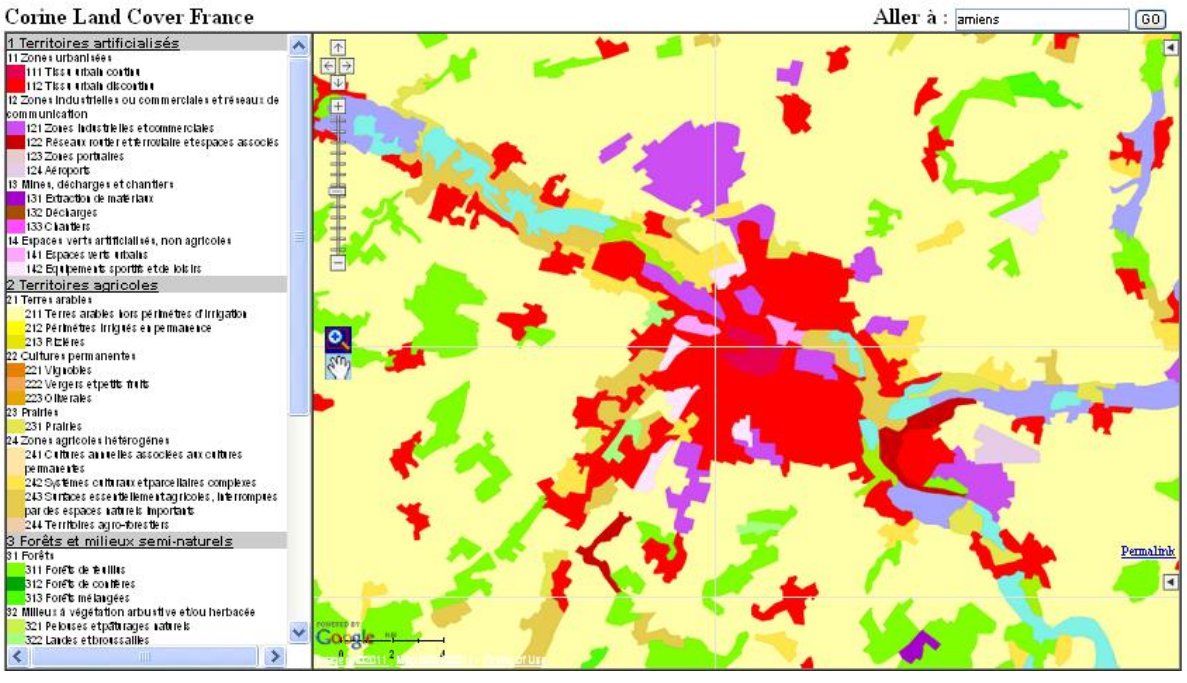 Corine Land Cover France
Aller à : amiens GO
1 Territoires artificialisés
11 Zones urbanisées
111 Tissu urbain continu
112 Tissu urbain discontinu
12 Zones industrielles ou commerciales et réseaux de
communication
121 Zones industrielles et commerciales
122 Réseaux routier et ferroviaire et espaces associés
123 Zones portuaires
124 Aéroports
13 Mines, décharges et chantiers
131 Extraction de matériaux
132 Décharges
133 Chantiers
14 Espaces verts artificialisés, non agricoles
141 Espaces verts urbains
142 Equipements sportifs et de loisirs
2 Territoires agricoles
21 Terres arables
211 Terres arables hors périmètres d'irrigation
212 Périmètres irrigués en permanence
213 Rizières
22 Cultures permanentes
221 Vignobles
222 Vergers et petits fruits
223 Oliveraies
23 Prairies
231 Prairies
24 Zones agricoles hétérogènes
241 Cultures annuelles associées aux cultures
permanentes
242 Systèmes culturaux et parcellaires complexes
243 Surfaces essentiellement agricoles, interrompues
par des espaces naturels importants
244 Territoires agro-forestiers
3 Forêts et milieux semi-naturels
31 Forêts
311 Forêts de feuillus
312 Forêts de conifères
313 Forêts mélangées
32 Milieux à végétation arbustive et/ou herbacée
321 Pelouses et pâturages naturels
322 Landes et broussailles
Permalink
POWERED BY
Google
0 2 4